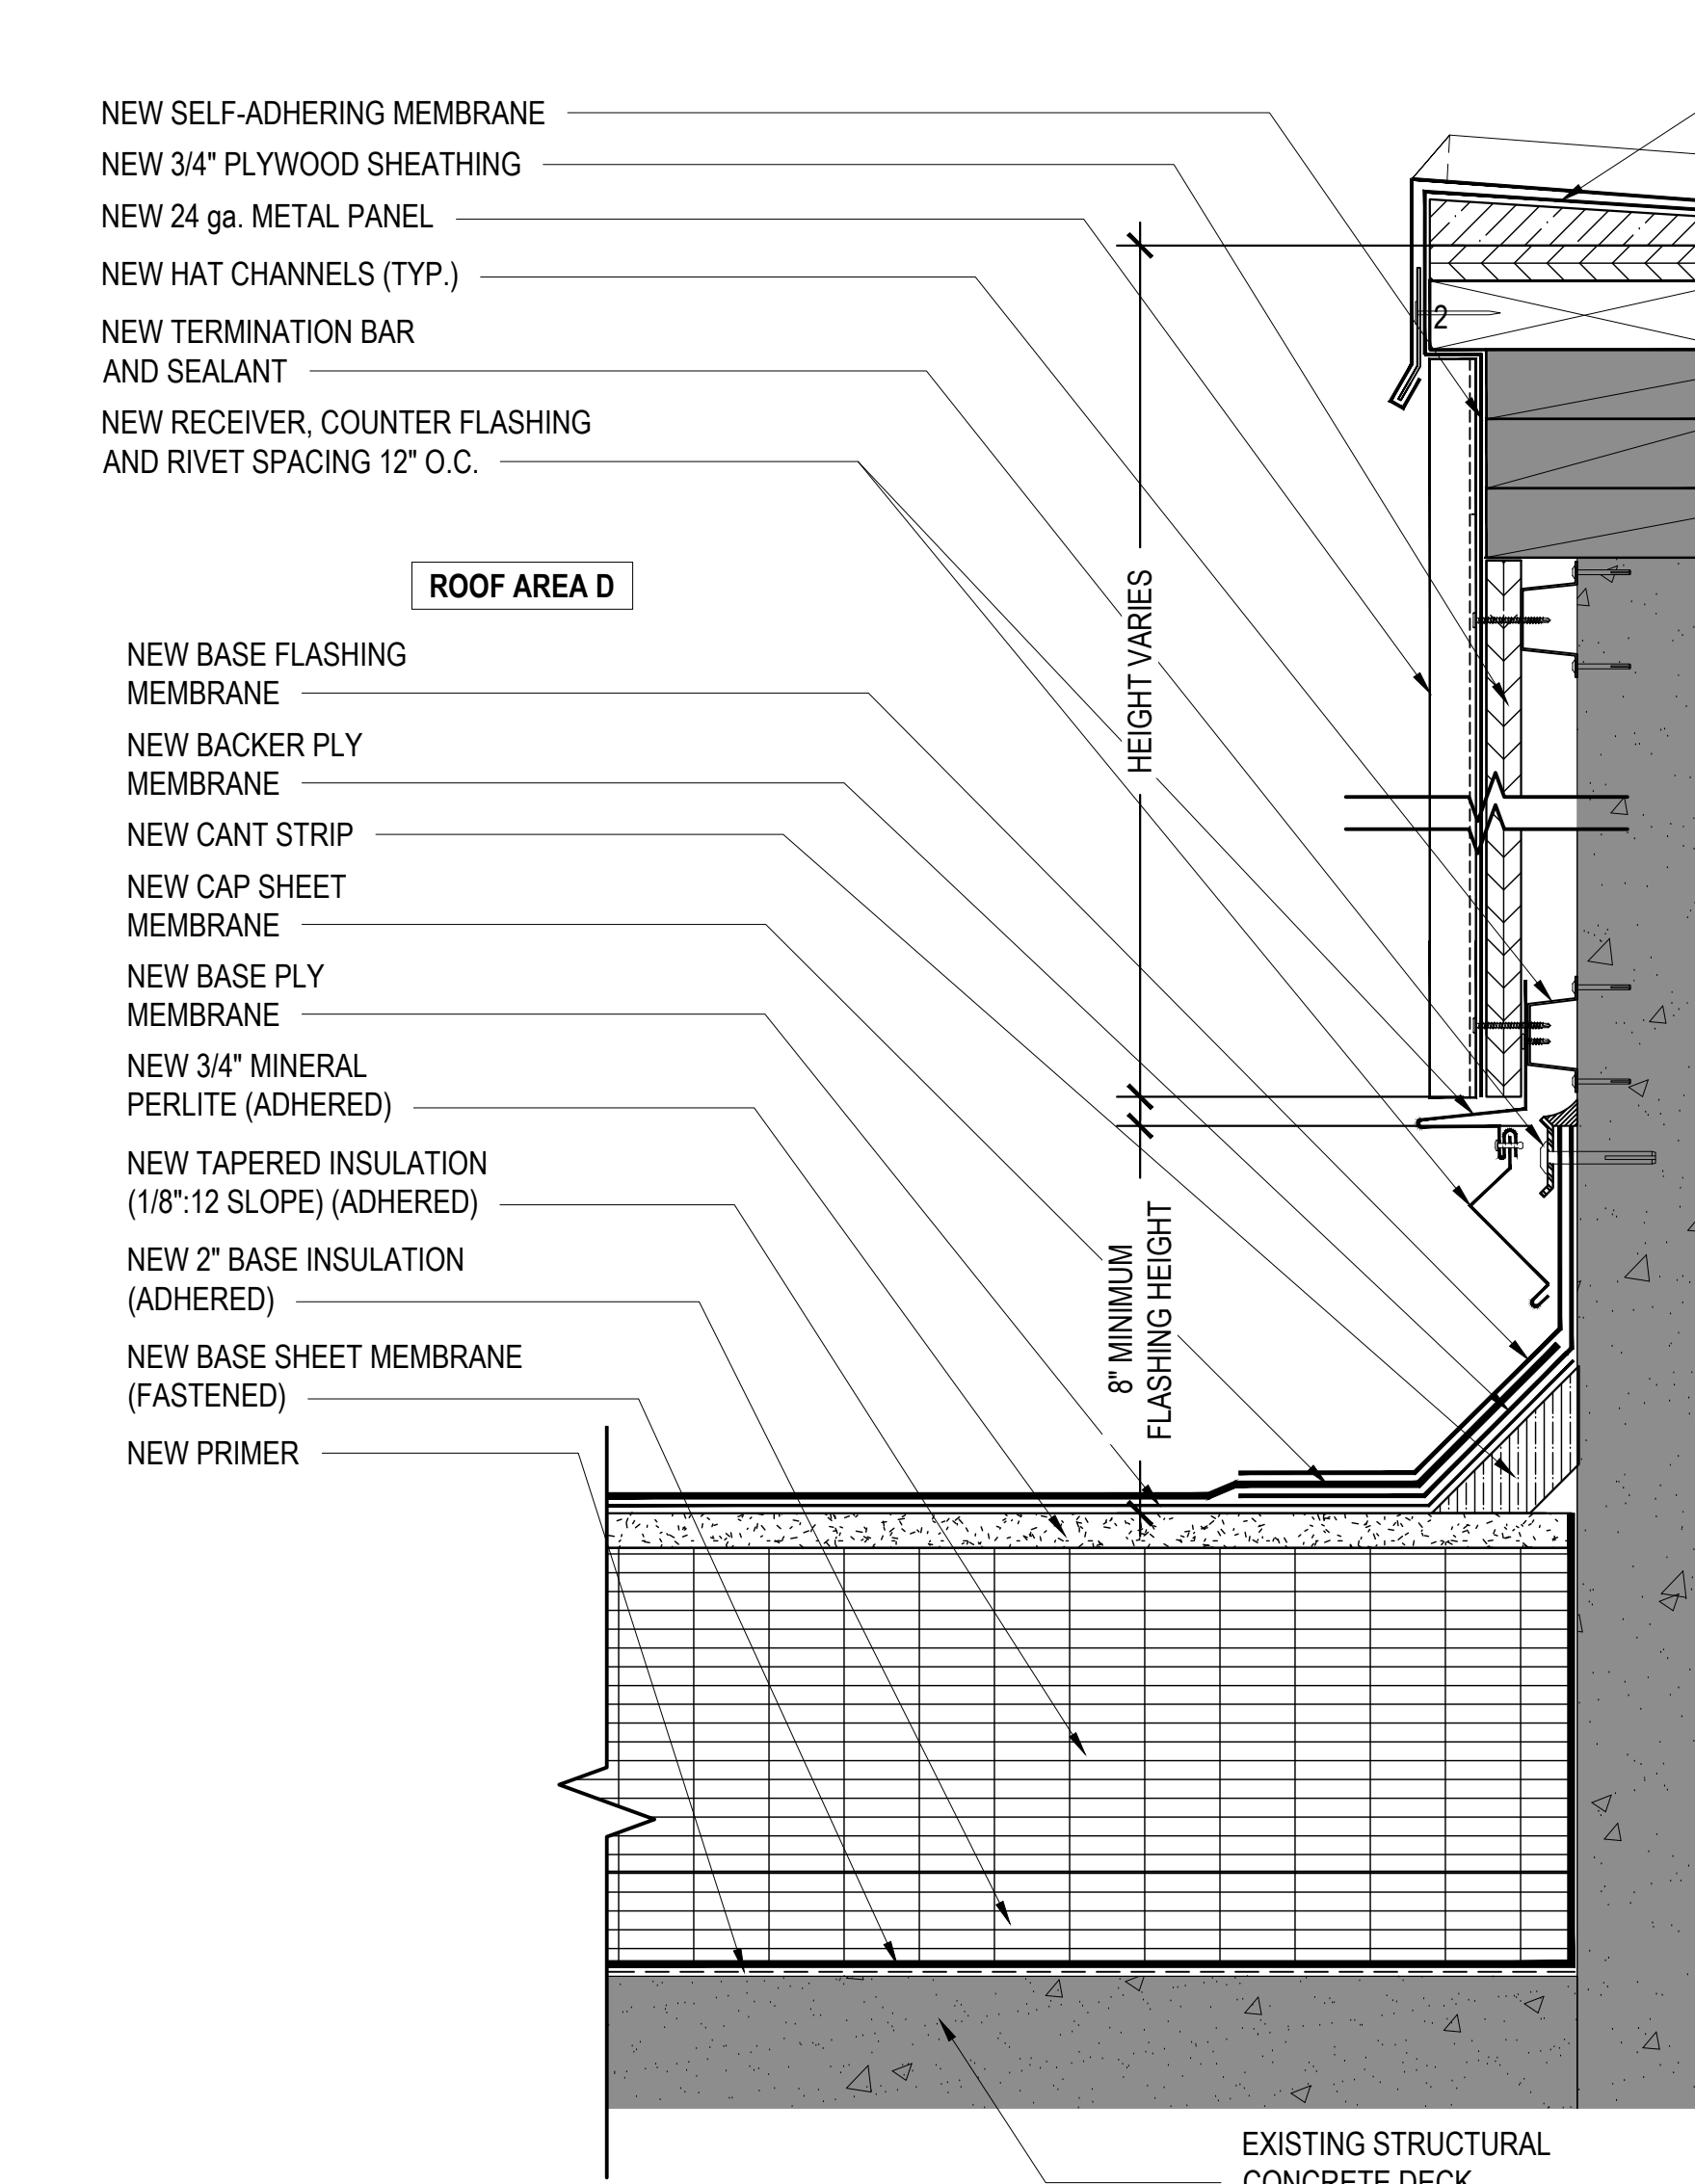 NEW SELF-ADHERING MEMBRANE
NEW 3/4" PLYWOOD SHEATHING
NEW 24 ga. METAL PANEL
NEW HAT CHANNELS (TYP.)
NEW TERMINATION BAR
AND SEALANT
NEW RECEIVER, COUNTER FLASHING
AND RIVET SPACING 12" O.C.
ROOF AREA D
NEW BASE FLASHING
MEMBRANE
NEW BACKER PLY
MEMBRANE
NEW CANT STRIP
NEW CAP SHEET
MEMBRANE
NEW BASE PLY
MEMBRANE
NEW 3/4" MINERAL
PERLITE (ADHERED)
NEW TAPERED INSULATION
(1/8":12 SLOPE) (ADHERED)
NEW 2" BASE INSULATION
(ADHERED)
NEW BASE SHEET MEMBRANE
(FASTENED)
NEW PRIMER
2
HEIGHT VARIES
8" MINIMUM
FLASHING HEIGHT
EXISTING STRUCTURAL
CONCRETE DECK